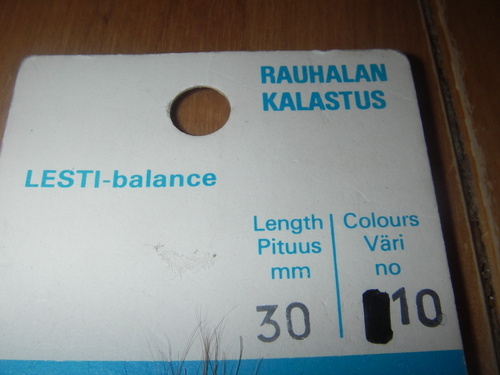 RAUHALAN
KALASTUS
LESTI-balance
Length
Pituus
mm
30
Colours
Väri
no
10